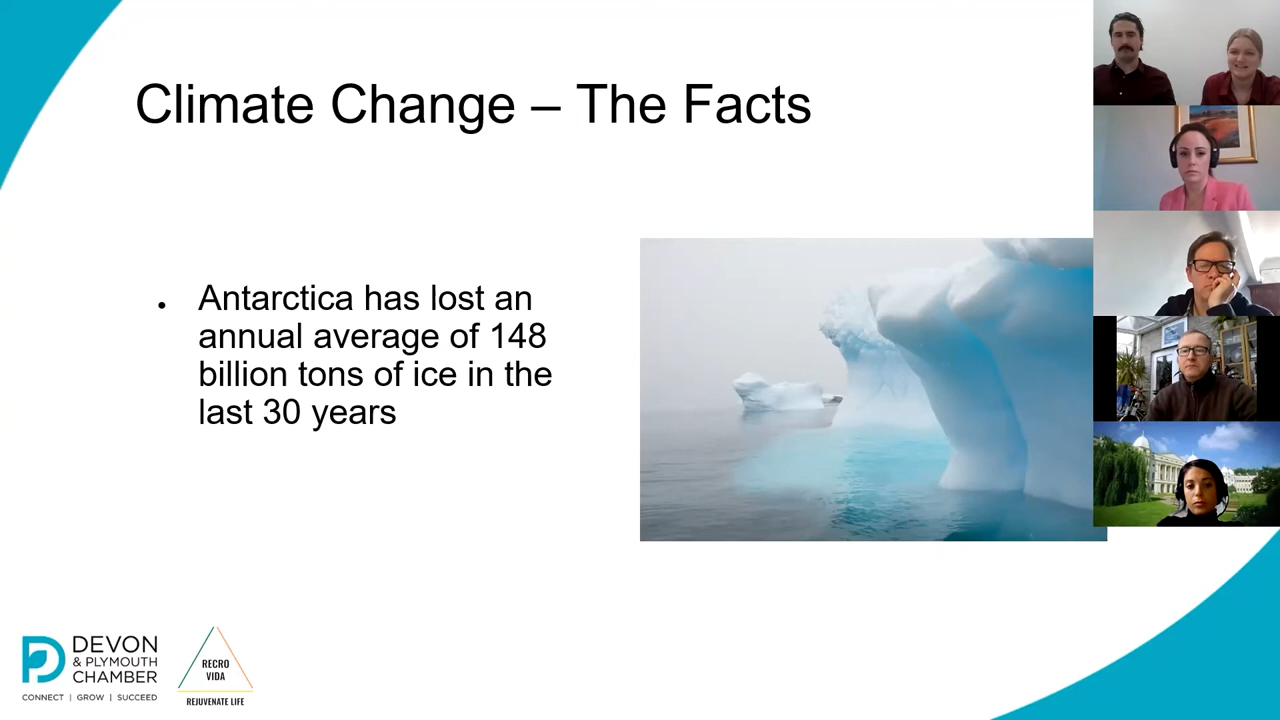 Climate Change – The Facts
• Antarctica has lost an
annual average of 148
billion tons of ice in the
last 30 years
DEVON
& PLYMOUTH
CHAMBER
CONNECT | GROW | SUCCEED
RECRO
VIDA
REJUVENATE LIFE